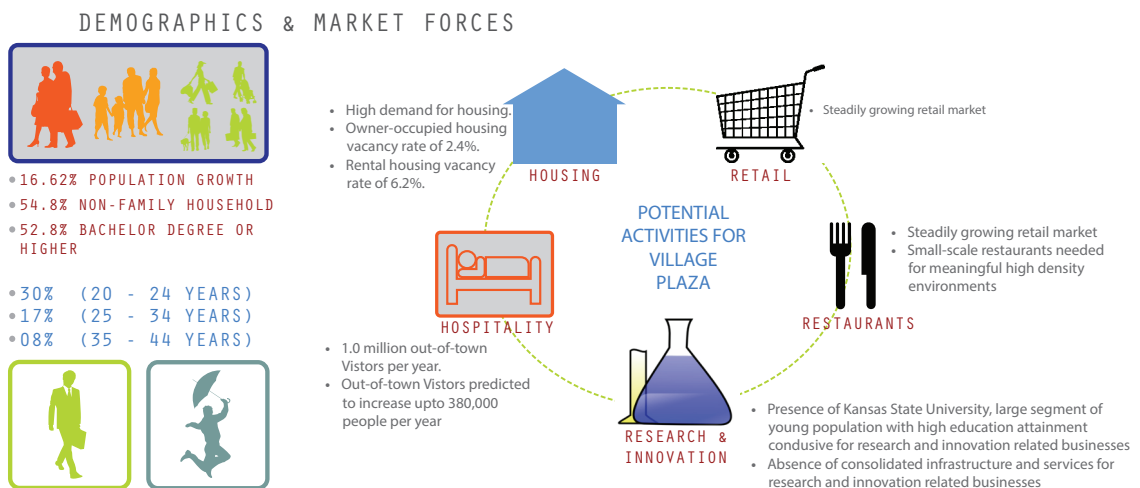 DEMOGRAPHICS & MARKET FORCES
• 16.62% POPULATION GROWTH
• 54.8% NON-FAMILY HOUSEHOLD
• 52.8% BACHELOR DEGREE OR
HIGHER
• 30% (20 - 24 YEARS)
• 17% (25 - 34 YEARS)
• 08% (35 - 44 YEARS)
• High demand for housing.
• Owner-occupied housing
vacancy rate of 2.4%.
• Rental housing vacancy
rate of 6.2%.
HOUSING
RETAIL
• Steadily growing retail market
POTENTIAL
ACTIVITIES FOR
VILLAGE
PLAZA
• Steadily growing retail market
• Small-scale restaurants needed
for meaningful high density
environments
RESTAURANTS
HOSPITALITY
• 1.0 million out-of-town
Vistors per year.
• Out-of-town Vistors predicted
to increase upto 380,000
people per year
RESEARCH &
INNOVATION
• Presence of Kansas State University, large segment of
young population with high education attainment
condusive for research and innovation related businesses
• Absence of consolidated infrastructure and services for
research and innovation related businesses